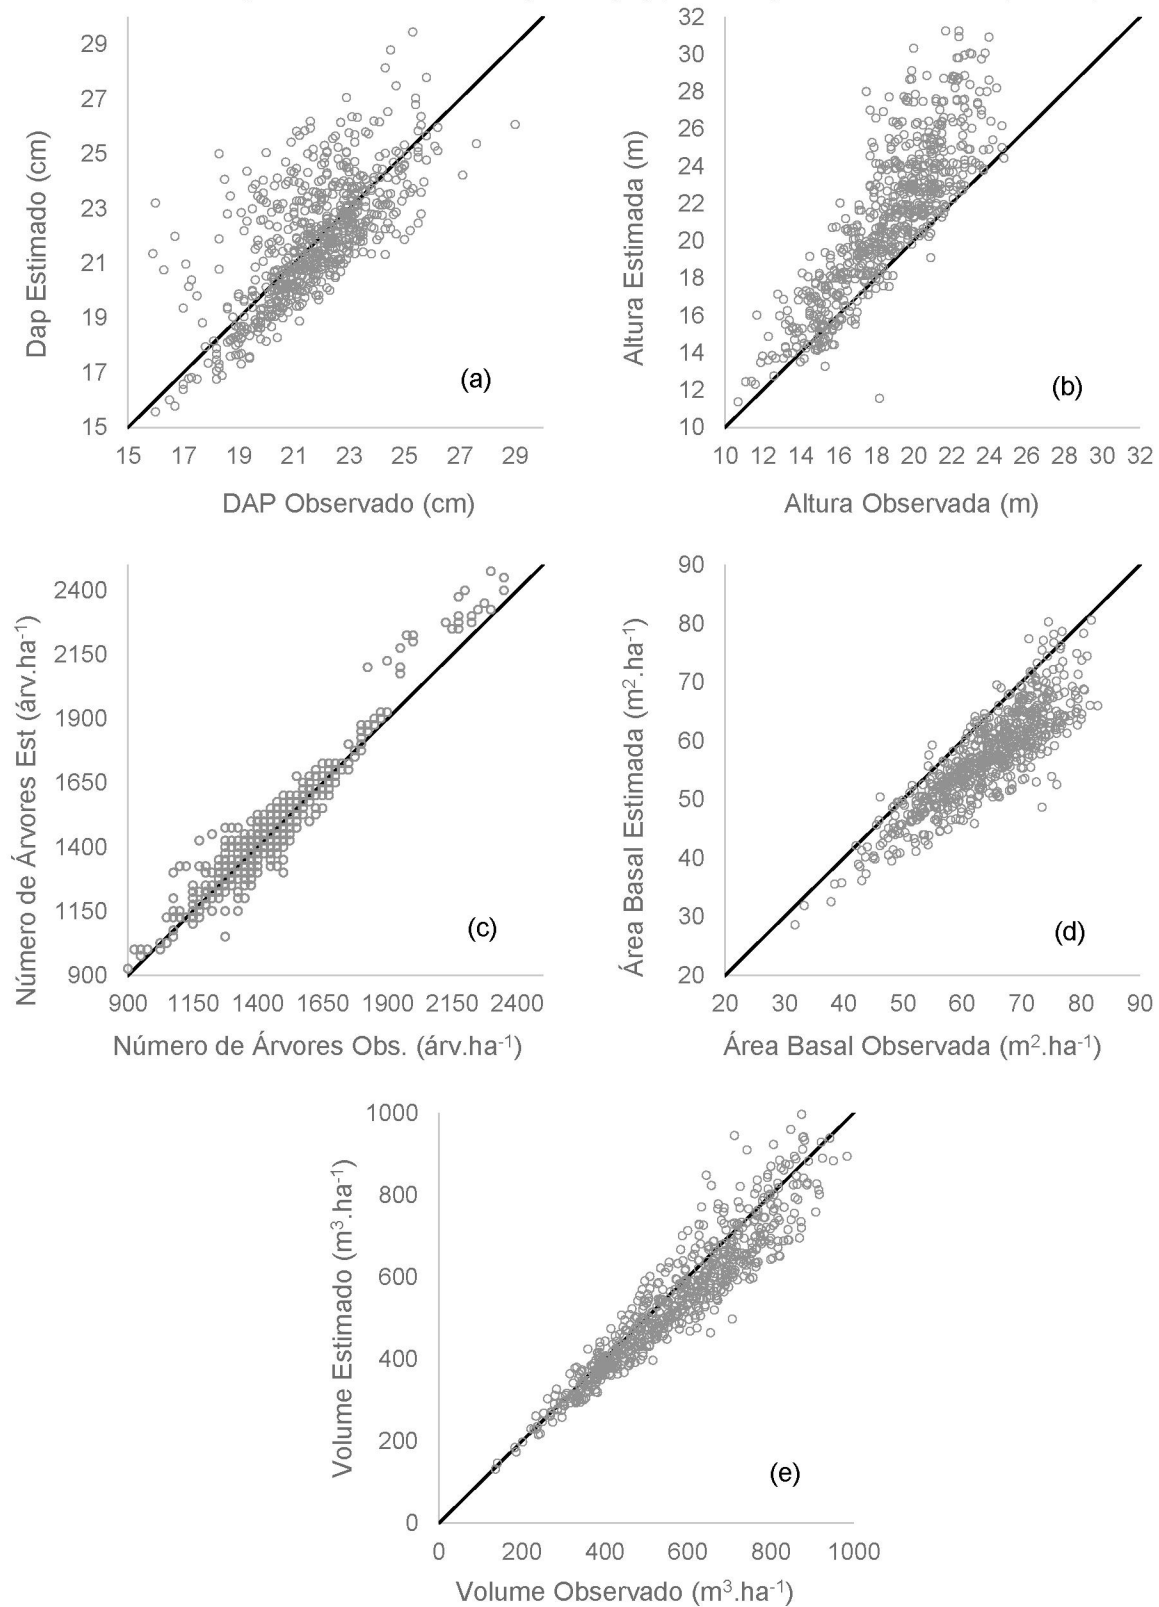 29
27
25
23
21
19
17
15
Dap Estimado (cm)
(a)
15 17 19 21 23 25 27 29
DAP Observado (cm)
32
30
28
26
24
22
20
18
16
14
12
10
Altura Estimada (m)
(b)
10 12 14 16 18 20 22 24 26 28 30 32
Altura Observada (m)
2400
2150
1900
1650
1400
1150
900
Número de Árvores Est (árv.ha⁻¹)
(c)
900 1150 1400 1650 1900 2150 2400
Número de Árvores Obs. (árv.ha⁻¹)
90
80
70
60
50
40
30
20
Área Basal Estimada (m².ha⁻¹)
(d)
20 30 40 50 60 70 80 90
Área Basal Observada (m².ha⁻¹)
1000
800
600
400
200
0
Volume Estimado (m³.ha⁻¹)
(e)
0 200 400 600 800 1000
Volume Observado (m³.ha⁻¹)